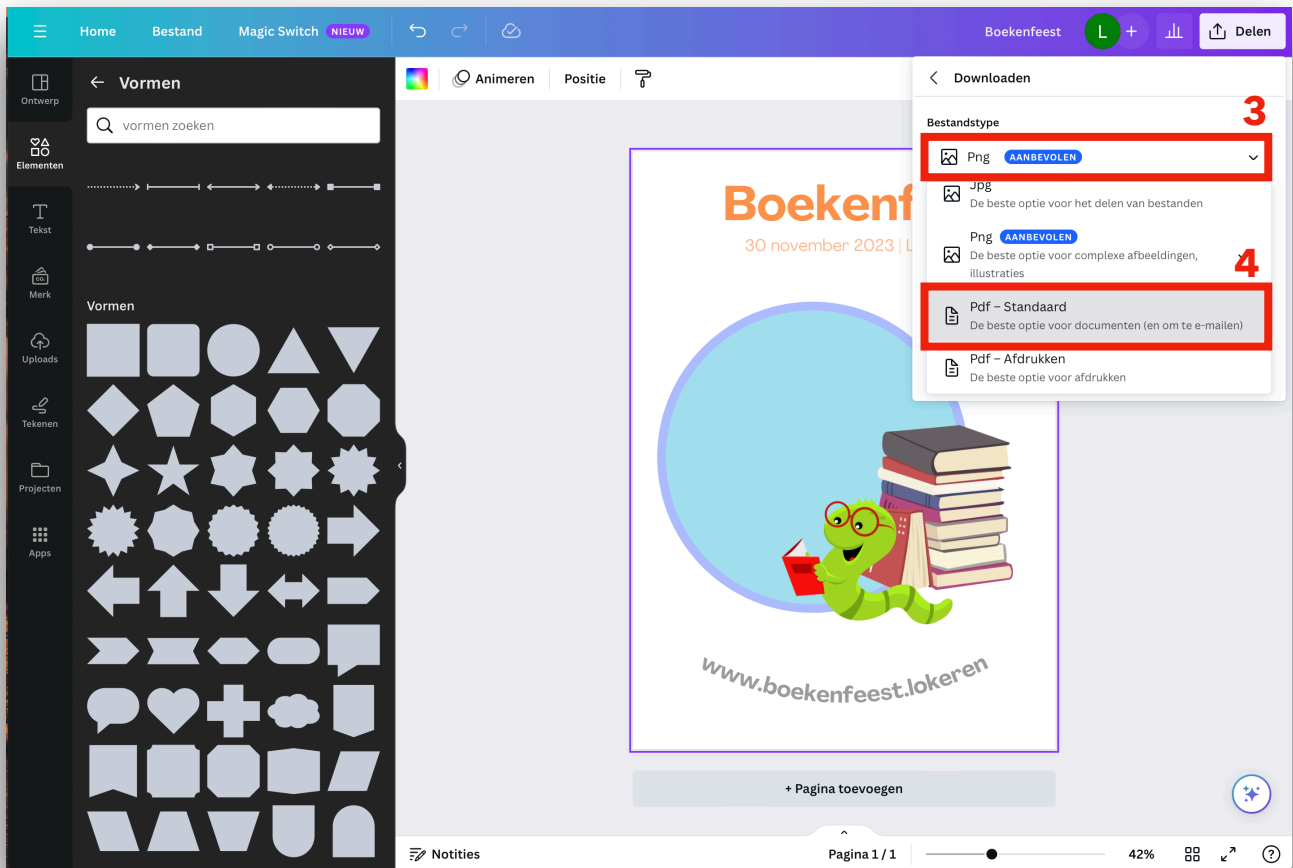 Home Bestand Magic Switch NIEUW Boekenfeest L + Delen
Ontwerp
Elementen
Tekst
CO.
Merk
Uploads
Tekenen
Projecten
Apps
Vormen
vormen zoeken
Vormen
Animeren Positie
Downloaden
3
Bestandstype
Png AANBEVOLEN
Jpg
De beste optie voor het delen van bestanden
Png AANBEVOLEN
De beste optie voor complexe afbeeldingen,
illustraties
4
Pdf – Standaard
De beste optie voor documenten (en om te e-mailen)
Pdf – Afdrukken
De beste optie voor afdrukken
Boekenf
30 november 2023 | L
www.boekenfeest.lokeren
+ Pagina toevoegen
Notities Pagina 1 / 1 42%